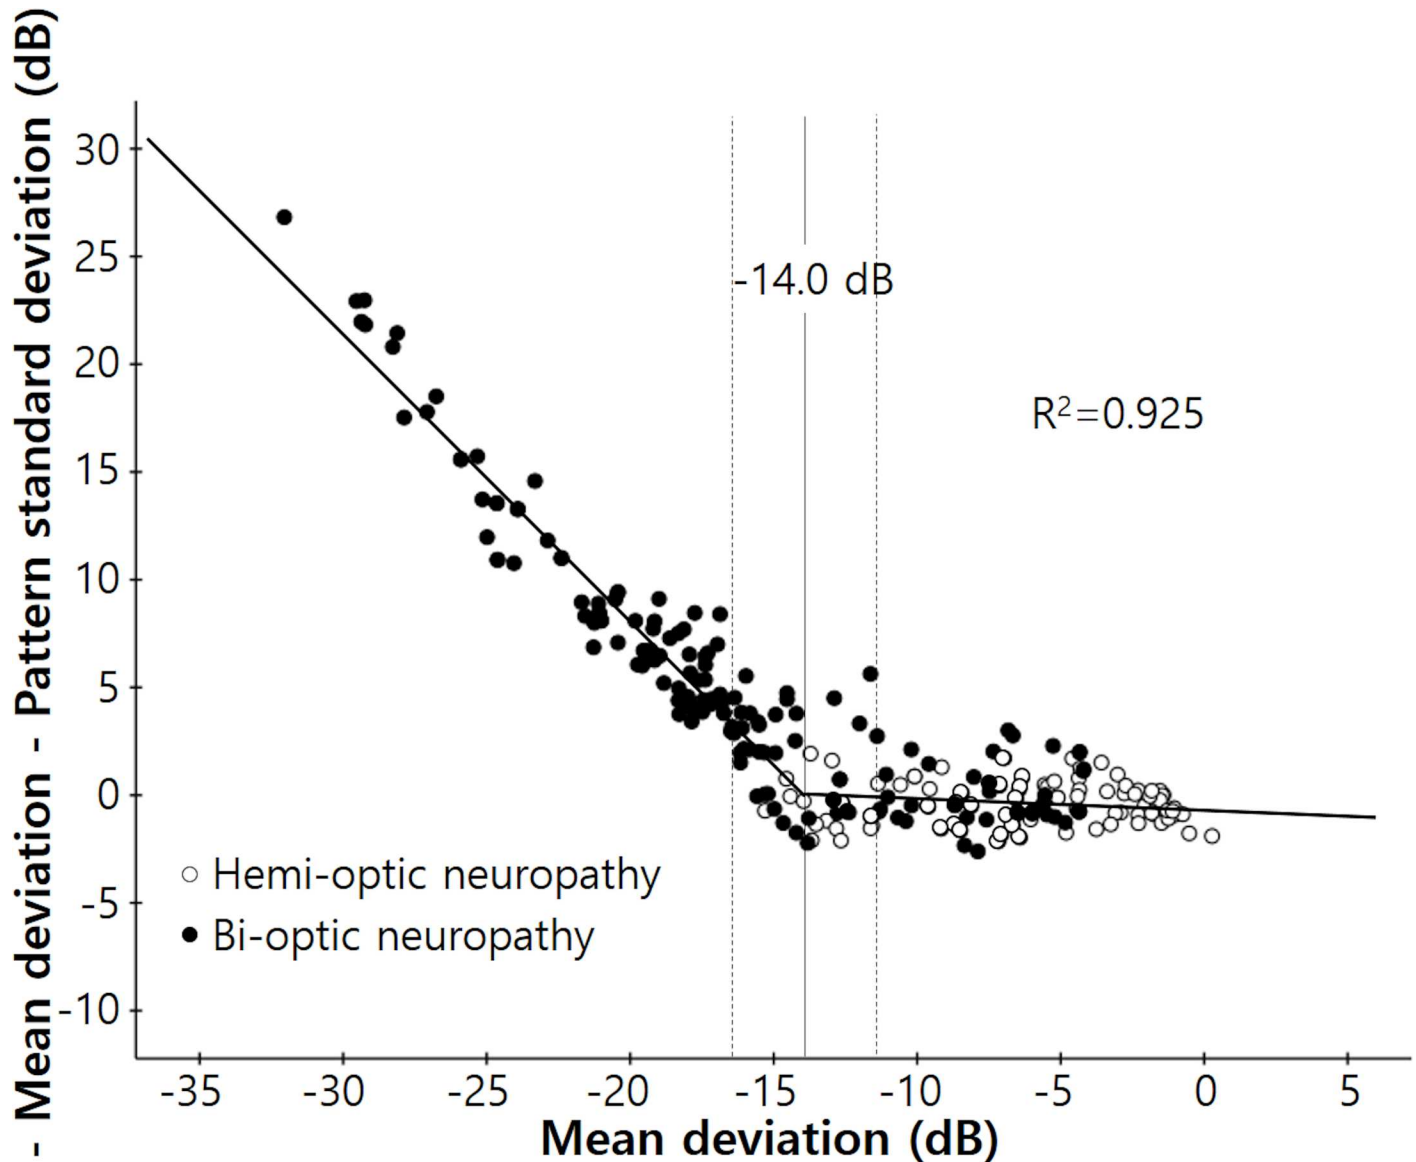 - Mean deviation - Pattern standard deviation (dB)
30
25
20
15
10
5
0
-5
-10
-14.0 dB
R²=0.925
Hemi-optic neuropathy
Bi-optic neuropathy
-35 -30 -25 -20 -15 -10 -5 0 5
Mean deviation (dB)